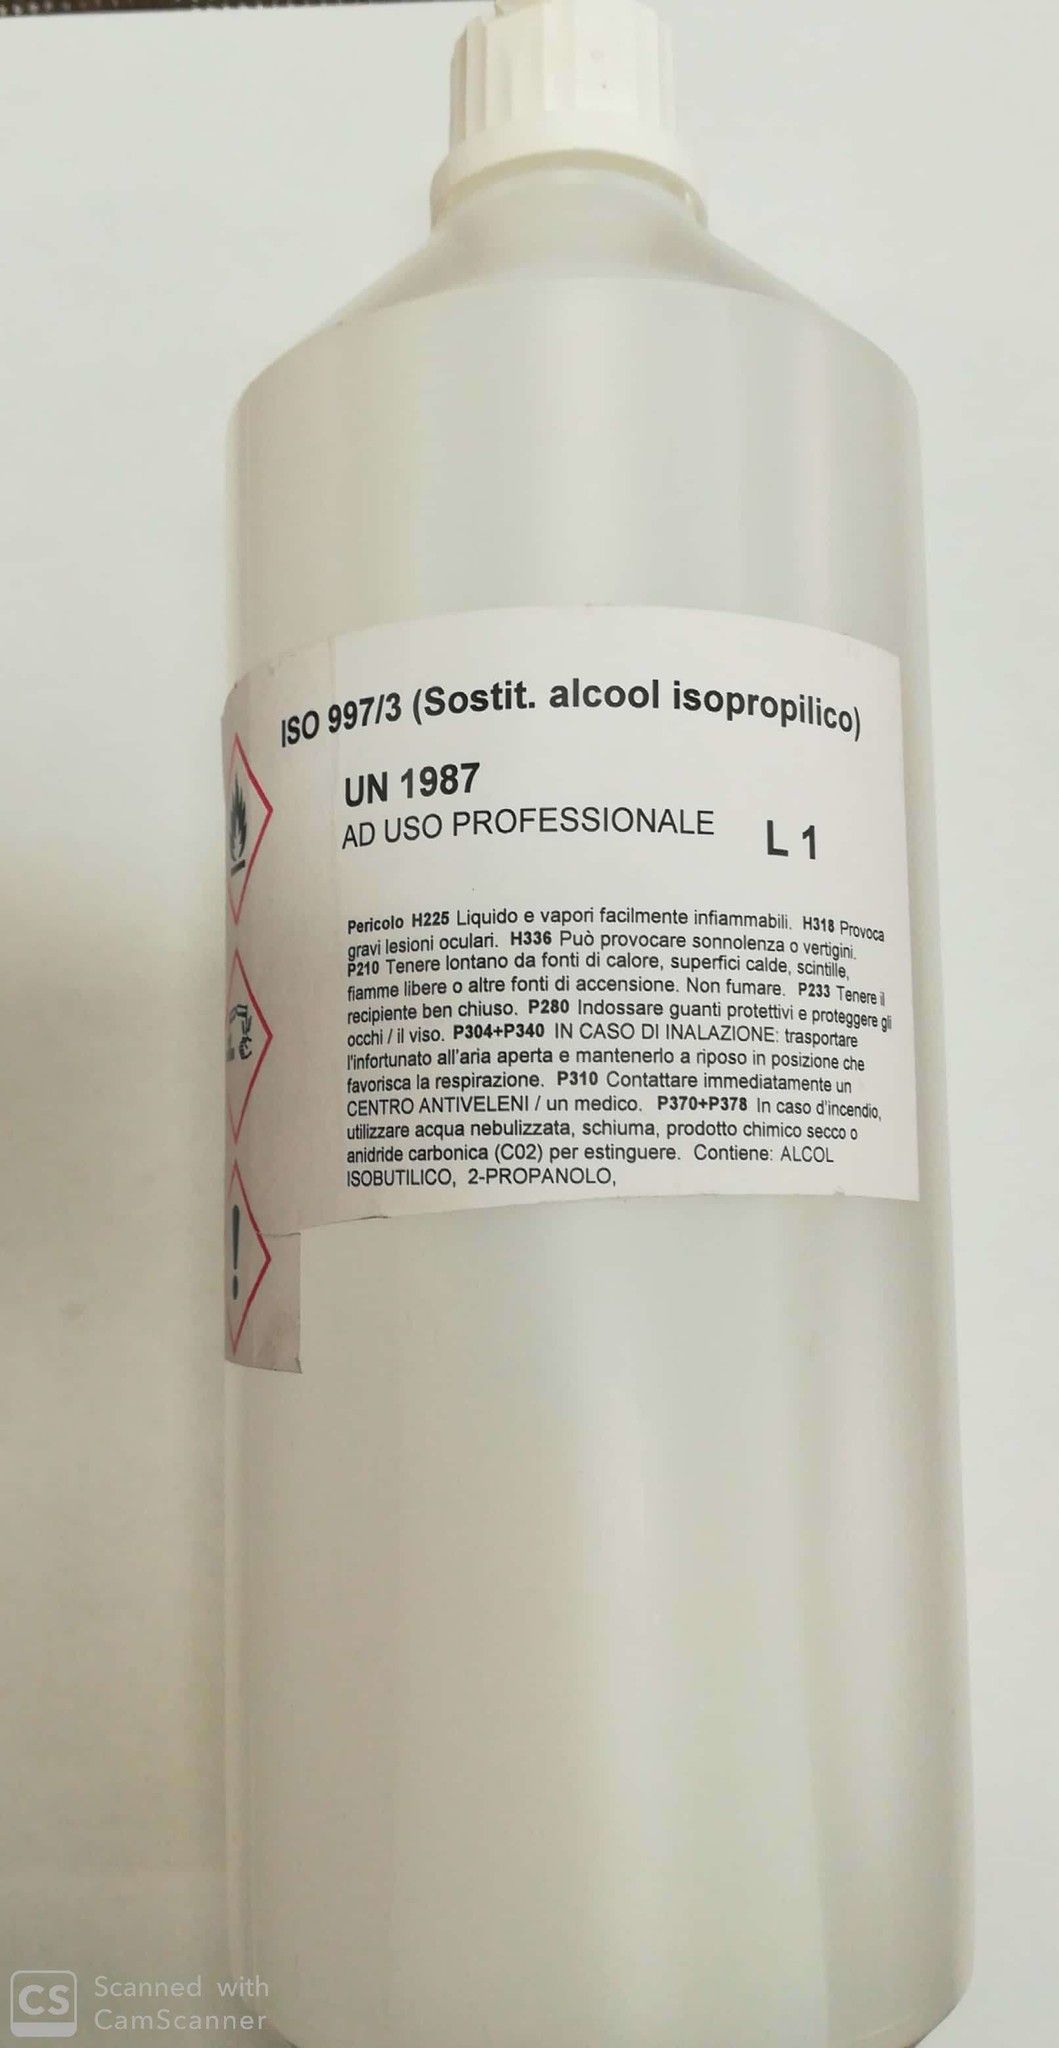 ISO 997/3 (Sostit. alcool isopropilico)
UN 1987
AD USO PROFESSIONALE L 1
Pericolo H225 Liquido e vapori facilmente infiammabili. H318 Provoca
gravi lesioni oculari. H336 Può provocare sonnolenza o vertigini.
P210 Tenere lontano da fonti di calore, superfici calde, scintille,
fiamme libere o altre fonti di accensione. Non fumare. P233 Tenere il
recipiente ben chiuso. P280 Indossare guanti protettivi e proteggere gli
occhi / il viso. P304+P340 IN CASO DI INALAZIONE: trasportare
l'infortunato all'aria aperta e mantenerlo a riposo in posizione che
favorisca la respirazione. P310 Contattare immediatamente un
CENTRO ANTIVELENI / un medico. P370+P378 In caso d'incendio,
utilizzare acqua nebulizzata, schiuma, prodotto chimico secco o
anidride carbonica (C02) per estinguere. Contiene: ALCOL
ISOBUTILICO, 2-PROPANOLO,
CS Scanned with
CamScanner